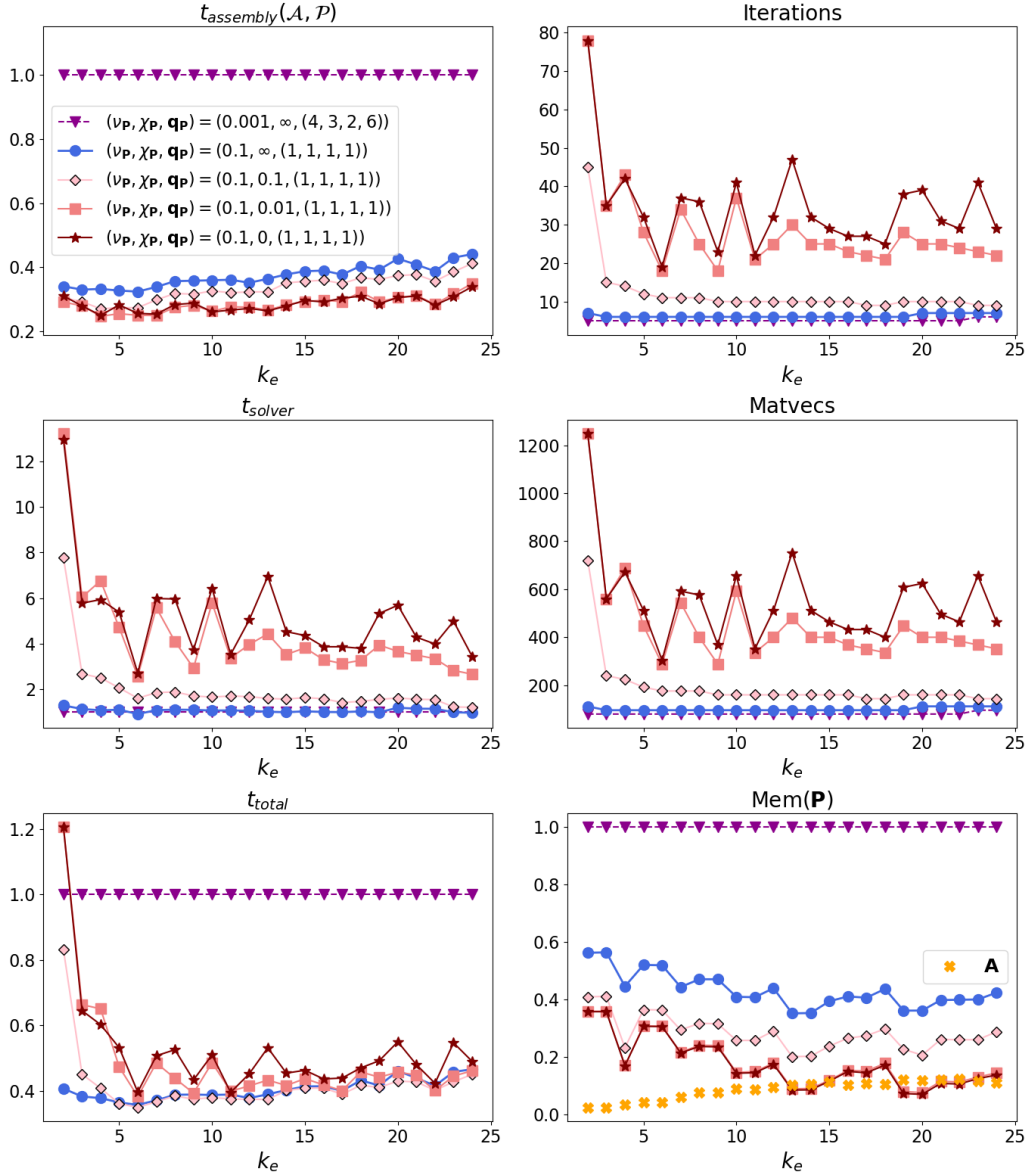 t_{assembly}(𝒜, 𝒫)
1.0
0.8
0.6
0.4
0.2
(ν_P, χ_P, q_P) = (0.001, ∞, (4, 3, 2, 6))
(ν_P, χ_P, q_P) = (0.1, ∞, (1, 1, 1, 1))
(ν_P, χ_P, q_P) = (0.1, 0.1, (1, 1, 1, 1))
(ν_P, χ_P, q_P) = (0.1, 0.01, (1, 1, 1, 1))
(ν_P, χ_P, q_P) = (0.1, 0, (1, 1, 1, 1))
5 10 15 20 25
k_e
Iterations
80
70
60
50
40
30
20
10
5 10 15 20 25
k_e
t_{solver}
12
10
8
6
4
2
5 10 15 20 25
k_e
Matvecs
1200
1000
800
600
400
200
5 10 15 20 25
k_e
t_{total}
1.2
1.0
0.8
0.6
0.4
5 10 15 20 25
k_e
Mem(P)
1.0
0.8
0.6
0.4
0.2
0.0
A
5 10 15 20 25
k_e